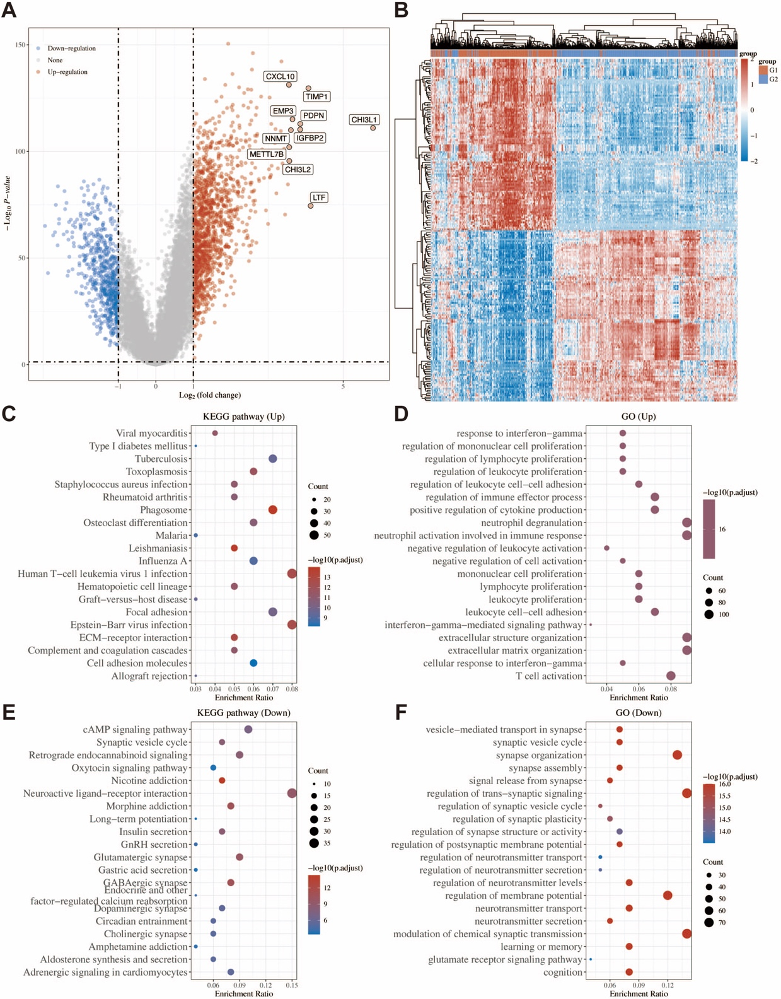 A
150
100
50
0
−Log10 P−value
Down−regulation
None
Up−regulation
CXCL10
TIMP1
EMP3
PDPN
CHI3L1
NNMT
IGFBP2
METTL7B
CHI3L2
LTF
−1
0
1
5
Log2 (fold change)
B
group
2
1
0
−1
−2
group
G1
G2
C
KEGG pathway (Up)
Viral myocarditis
Type I diabetes mellitus
Tuberculosis
Toxoplasmosis
Staphylococcus aureus infection
Rheumatoid arthritis
Phagosome
Osteoclast differentiation
Malaria
Leishmaniasis
Influenza A
Human T−cell leukemia virus 1 infection
Hematopoietic cell lineage
Graft−versus−host disease
Focal adhesion
Epstein−Barr virus infection
ECM−receptor interaction
Complement and coagulation cascades
Cell adhesion molecules
Allograft rejection
0.03 0.04 0.05 0.06 0.07 0.08
Enrichment Ratio
Count
20
30
40
50
−log10(p.adjust)
13
12
11
10
9
D
GO (Up)
response to interferon−gamma
regulation of mononuclear cell proliferation
regulation of lymphocyte proliferation
regulation of leukocyte proliferation
regulation of leukocyte cell−cell adhesion
regulation of immune effector process
positive regulation of cytokine production
neutrophil degranulation
neutrophil activation involved in immune response
negative regulation of leukocyte activation
negative regulation of cell activation
mononuclear cell proliferation
lymphocyte proliferation
leukocyte proliferation
leukocyte cell−cell adhesion
interferon−gamma−mediated signaling pathway
extracellular structure organization
extracellular matrix organization
cellular response to interferon−gamma
T cell activation
0.04 0.06 0.08
Enrichment Ratio
−log10(p.adjust)
16
Count
60
80
100
E
KEGG pathway (Down)
cAMP signaling pathway
Synaptic vesicle cycle
Retrograde endocannabinoid signaling
Oxytocin signaling pathway
Nicotine addiction
Neuroactive ligand−receptor interaction
Morphine addiction
Long−term potentiation
Insulin secretion
GnRH secretion
Glutamatergic synapse
Gastric acid secretion
GABAergic synapse
Endocrine and other
factor−regulated calcium reabsorption
Dopaminergic synapse
Circadian entrainment
Cholinergic synapse
Amphetamine addiction
Aldosterone synthesis and secretion
Adrenergic signaling in cardiomyocytes
0.06 0.09 0.12 0.15
Enrichment Ratio
Count
10
15
20
25
30
35
−log10(p.adjust)
12
9
6
F
GO (Down)
vesicle−mediated transport in synapse
synaptic vesicle cycle
synapse organization
synapse assembly
signal release from synapse
regulation of trans−synaptic signaling
regulation of synaptic vesicle cycle
regulation of synaptic plasticity
regulation of synapse structure or activity
regulation of postsynaptic membrane potential
regulation of neurotransmitter transport
regulation of neurotransmitter secretion
regulation of neurotransmitter levels
regulation of membrane potential
neurotransmitter transport
neurotransmitter secretion
modulation of chemical synaptic transmission
learning or memory
glutamate receptor signaling pathway
cognition
0.06 0.09 0.12
Enrichment Ratio
−log10(p.adjust)
16.0
15.5
15.0
14.5
14.0
Count
30
40
50
60
70